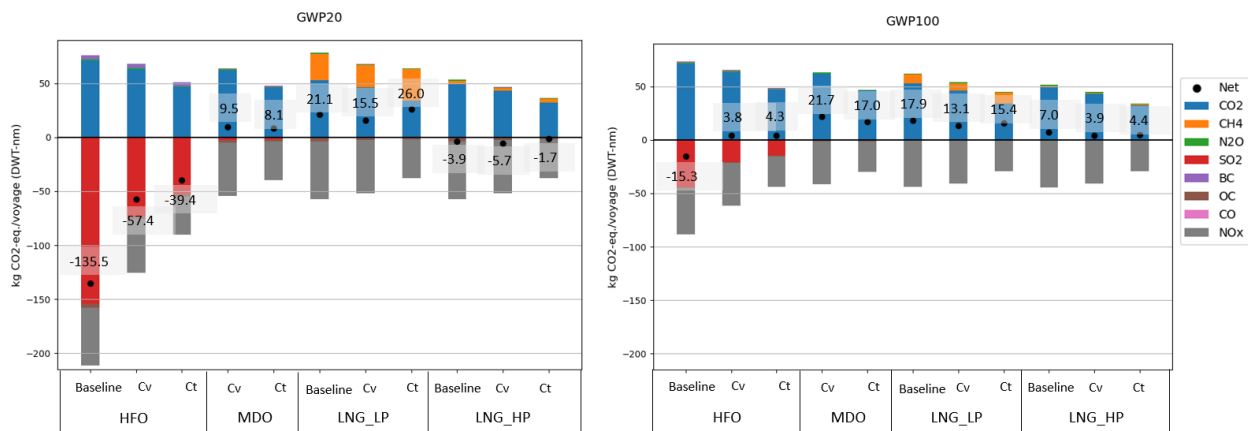 GWP20
kg CO2-eq./voyage (DWT-nm)
50
0
−50
−100
−150
−200
-135.5
-57.4
-39.4
9.5
8.1
21.1
15.5
26.0
-3.9
-5.7
-1.7
Baseline Cv Ct Cv Ct Baseline Cv Ct Baseline Cv Ct
HFO MDO LNG_LP LNG_HP
GWP100
kg CO2-eq./voyage (DWT-nm)
50
0
−50
−100
−150
−200
-15.3
3.8
4.3
21.7
17.0
17.9
13.1
15.4
7.0
3.9
4.4
Baseline Cv Ct Cv Ct Baseline Cv Ct Baseline Cv Ct
HFO MDO LNG_LP LNG_HP
Net
CO2
CH4
N2O
SO2
BC
OC
CO
NOx